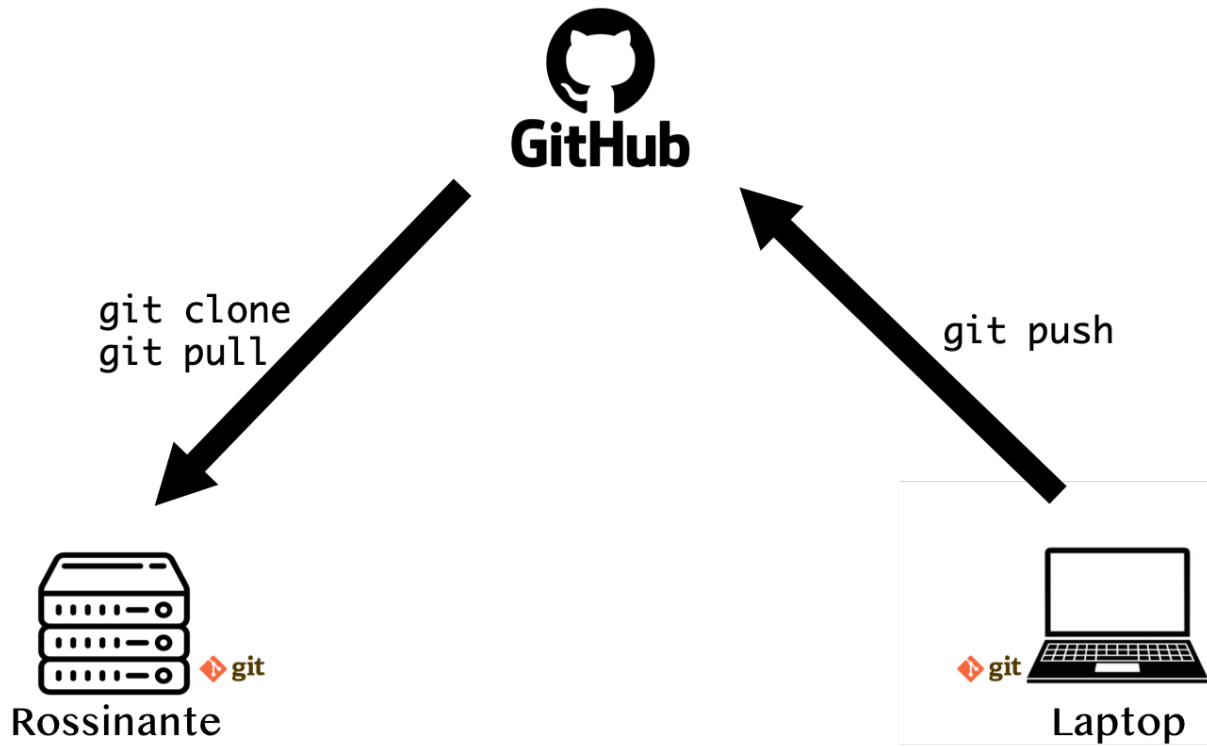 GitHub
git clone
git pull
git push
git
git
Rossinante
Laptop